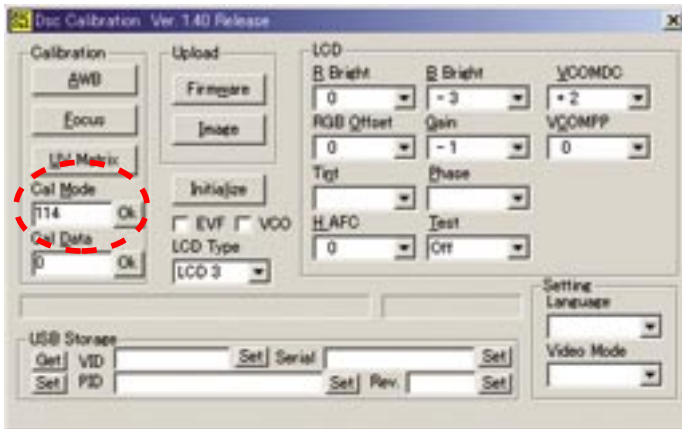 Dsc Calibration Ver. 1.40 Release
Calibration
AWB
Focus
UV Matrix
Cal Mode
114 Ok
Cal Data
0 Ok
Upload
Firmware
Image
Initialize
EVF VCO
LCD Type
LCD 3
LCD
R Bright B Bright VCOMDC
0 - 3 + 2
RGB Offset Gain VCOMPP
0 - 1 0
Tint Phase
H AFC Test
0 Off
Setting
Language
Video Mode
USB Storage
Get VID Set Serial Set
Set PID Set Rev. Set